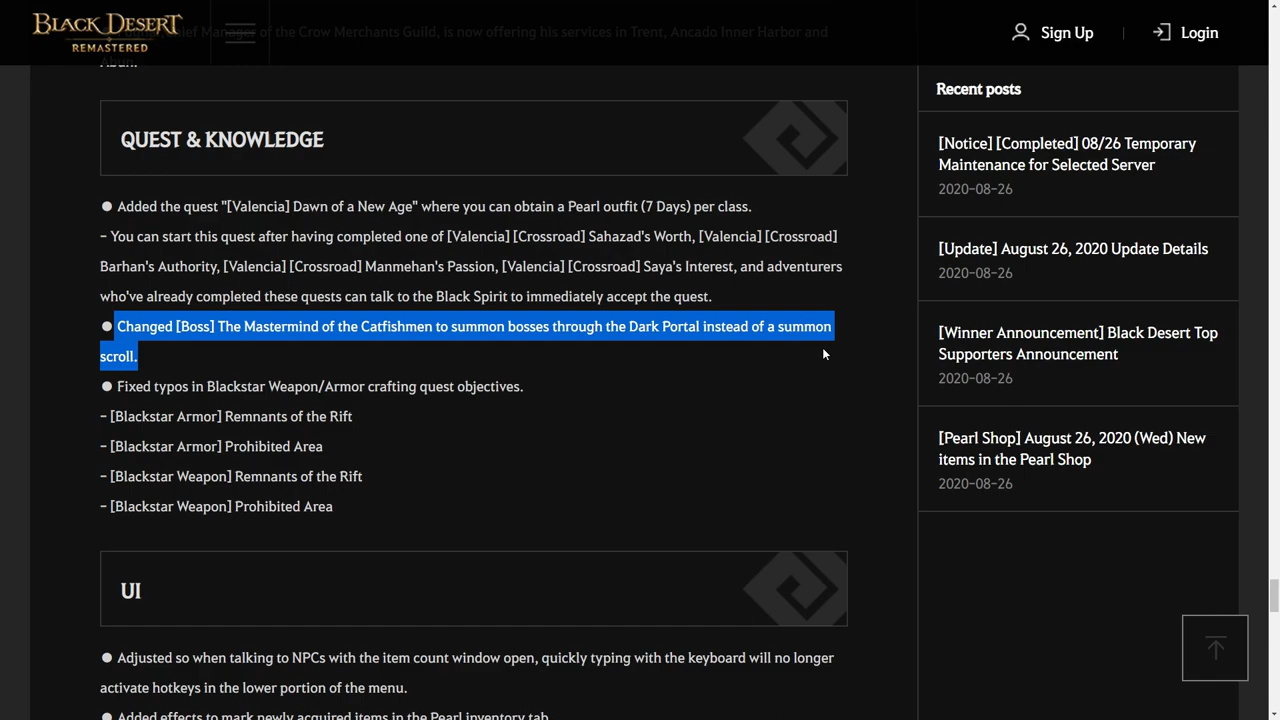 BLACK DESERT
REMASTERED
Sign Up
Login
Manager of the Crow Merchants Guild, is now offering his services in Trent, Ancado Inner Harbor and
Abun.
QUEST & KNOWLEDGE
● Added the quest "[Valencia] Dawn of a New Age" where you can obtain a Pearl outfit (7 Days) per class.
– You can start this quest after having completed one of [Valencia] [Crossroad] Sahazad's Worth, [Valencia] [Crossroad]
Barhan's Authority, [Valencia] [Crossroad] Manmehan's Passion, [Valencia] [Crossroad] Saya's Interest, and adventurers
who've already completed these quests can talk to the Black Spirit to immediately accept the quest.
● Changed [Boss] The Mastermind of the Catfishmen to summon bosses through the Dark Portal instead of a summon
scroll.
● Fixed typos in Blackstar Weapon/Armor crafting quest objectives.
– [Blackstar Armor] Remnants of the Rift
– [Blackstar Armor] Prohibited Area
– [Blackstar Weapon] Remnants of the Rift
– [Blackstar Weapon] Prohibited Area
UI
● Adjusted so when talking to NPCs with the item count window open, quickly typing with the keyboard will no longer
activate hotkeys in the lower portion of the menu.
● Added effects to mark newly acquired items in the Pearl inventory tab.
Recent posts
[Notice] [Completed] 08/26 Temporary
Maintenance for Selected Server
2020-08-26
[Update] August 26, 2020 Update Details
2020-08-26
[Winner Announcement] Black Desert Top
Supporters Announcement
2020-08-26
[Pearl Shop] August 26, 2020 (Wed) New
items in the Pearl Shop
2020-08-26